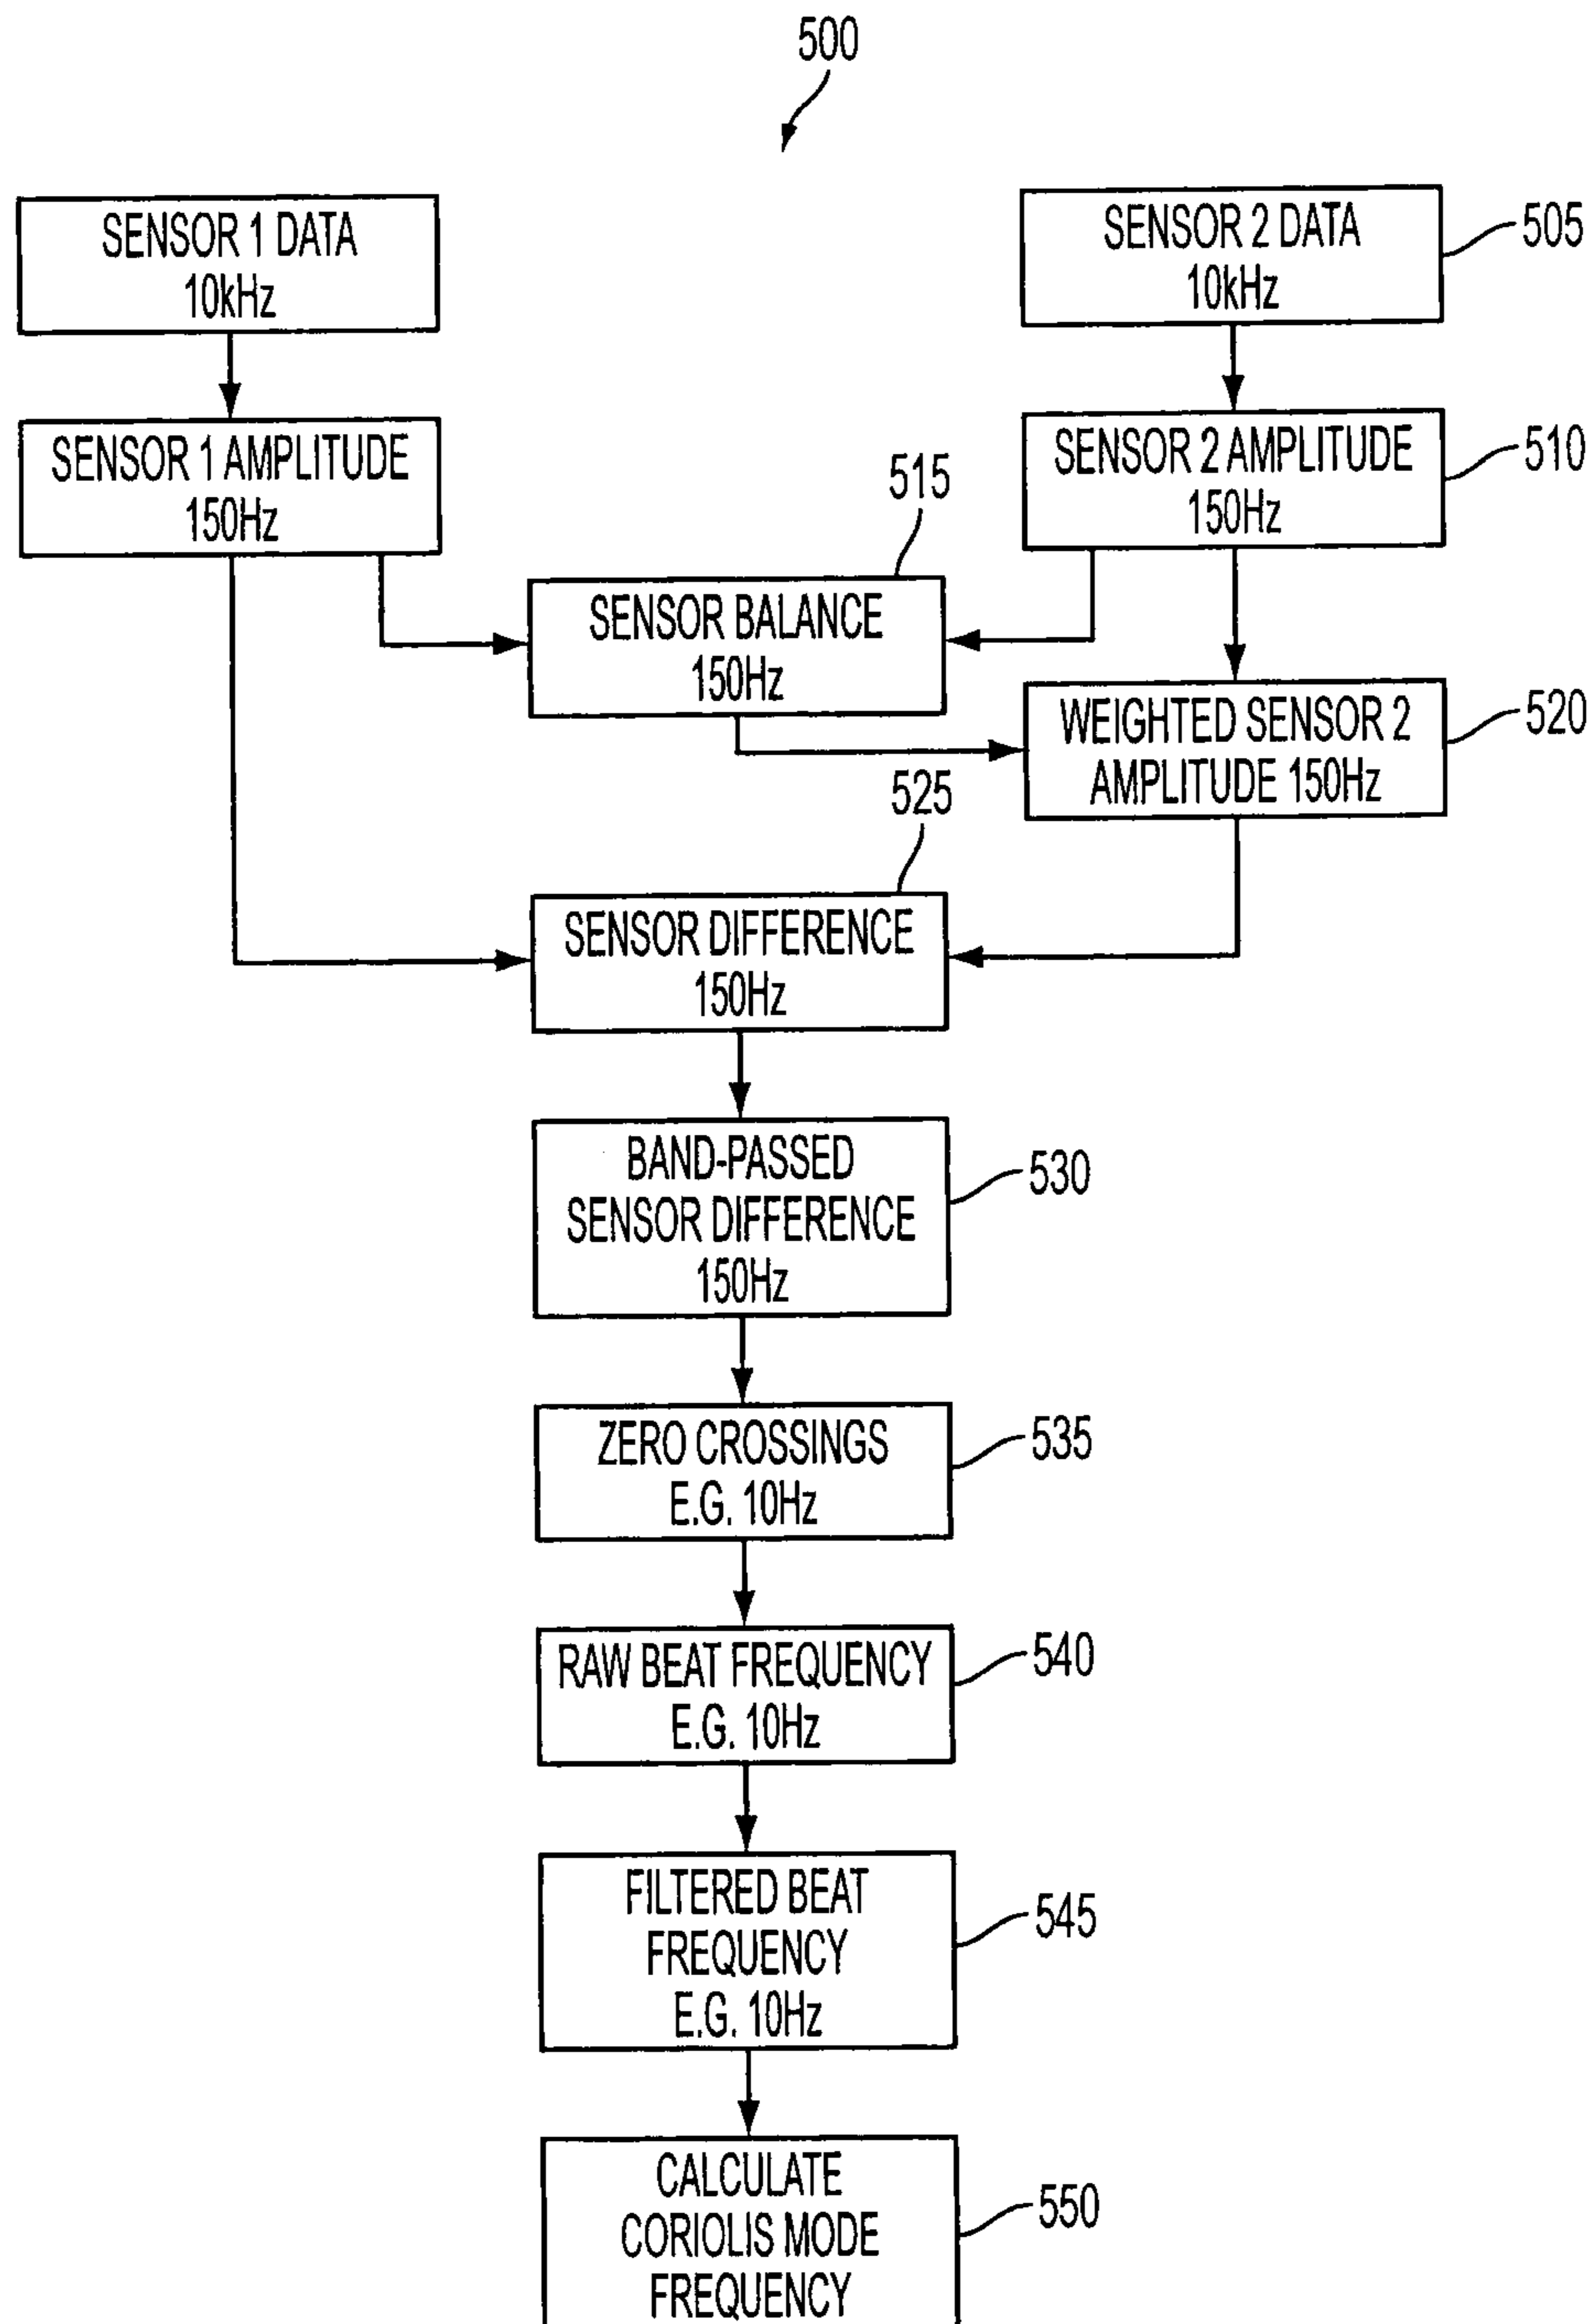 500
SENSOR 1 DATA
10kHz
SENSOR 2 DATA
10kHz
505
SENSOR 1 AMPLITUDE
150Hz
SENSOR 2 AMPLITUDE
150Hz
510
515
SENSOR BALANCE
150Hz
WEIGHTED SENSOR 2
AMPLITUDE 150Hz
520
525
SENSOR DIFFERENCE
150Hz
BAND-PASSED
SENSOR DIFFERENCE
150Hz
530
ZERO CROSSINGS
E.G. 10Hz
535
RAW BEAT FREQUENCY
E.G. 10Hz
540
FILTERED BEAT
FREQUENCY
E.G. 10Hz
545
CALCULATE
CORIOLIS MODE
FREQUENCY
550